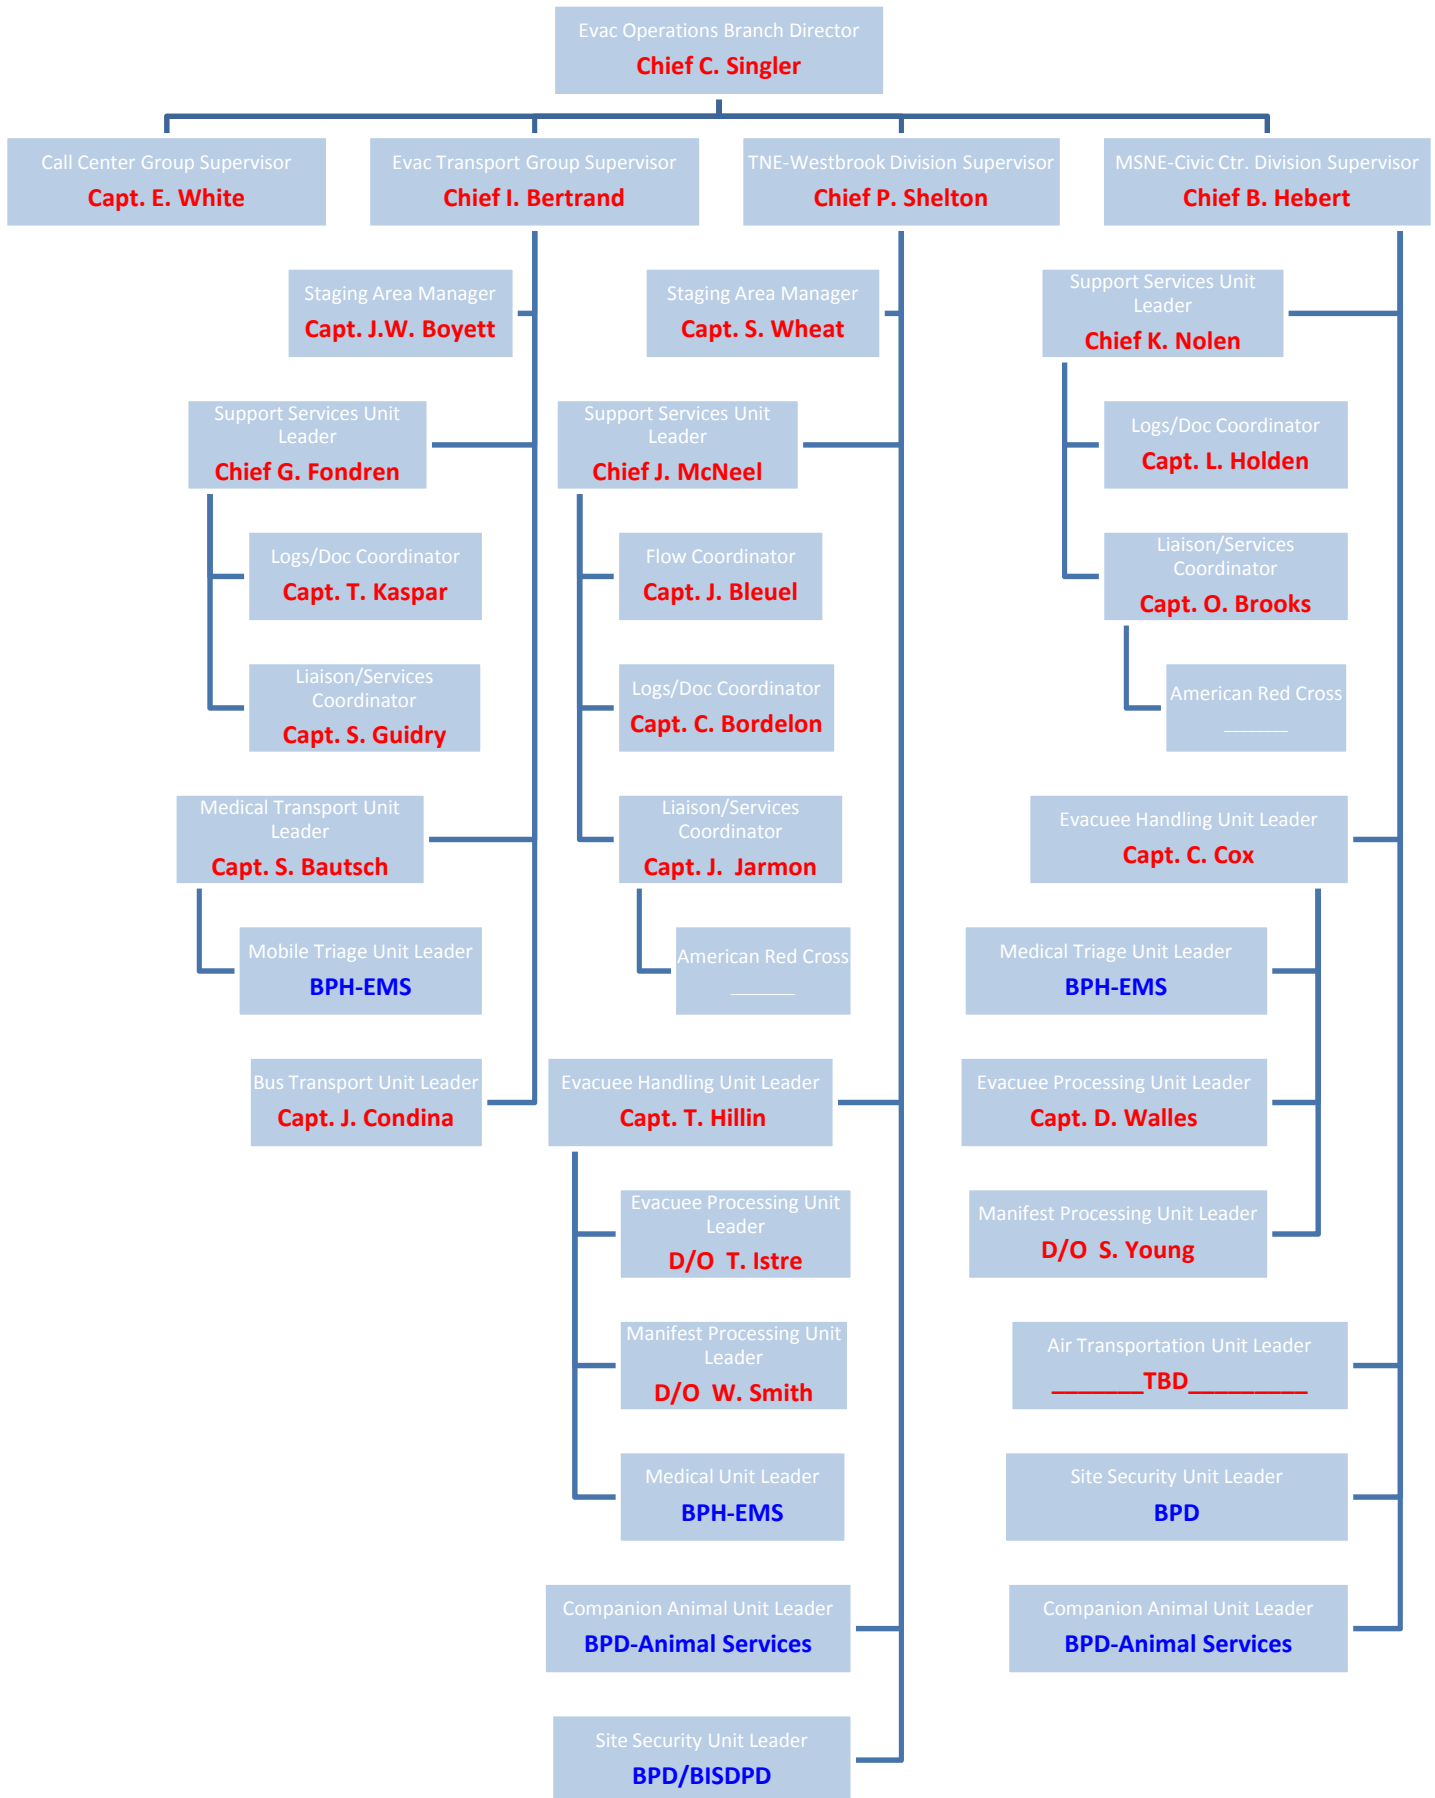 Evac Operations Branch Director
Chief C. Singler
Call Center Group Supervisor
Capt. E. White
Evac Transport Group Supervisor
Chief I. Bertrand
TNE-Westbrook Division Supervisor
Chief P. Shelton
MSNE-Civic Ctr. Division Supervisor
Chief B. Hebert
Staging Area Manager
Capt. J.W. Boyett
Support Services Unit
Leader
Chief G. Fondren
Logs/Doc Coordinator
Capt. T. Kaspar
Liaison/Services
Coordinator
Capt. S. Guidry
Medical Transport Unit
Leader
Capt. S. Bautsch
Mobile Triage Unit Leader
BPH-EMS
Bus Transport Unit Leader
Capt. J. Condina
Staging Area Manager
Capt. S. Wheat
Support Services Unit
Leader
Chief J. McNeel
Flow Coordinator
Capt. J. Bleuel
Logs/Doc Coordinator
Capt. C. Bordelon
Liaison/Services
Coordinator
Capt. J.  Jarmon
American Red Cross
_______
Evacuee Handling Unit Leader
Capt. T. Hillin
Evacuee Processing Unit
Leader
D/O  T. Istre
Manifest Processing Unit
Leader
D/O  W. Smith
Medical Unit Leader
BPH-EMS
Companion Animal Unit Leader
BPD-Animal Services
Site Security Unit Leader
BPD/BISDPD
Support Services Unit
Leader
Chief K. Nolen
Logs/Doc Coordinator
Capt. L. Holden
Liaison/Services
Coordinator
Capt. O. Brooks
American Red Cross
_______
Evacuee Handling Unit Leader
Capt. C. Cox
Medical Triage Unit Leader
BPH-EMS
Evacuee Processing Unit Leader
Capt. D. Walles
Manifest Processing Unit Leader
D/O  S. Young
Air Transportation Unit Leader
_______TBD_________
Site Security Unit Leader
BPD
Companion Animal Unit Leader
BPD-Animal Services